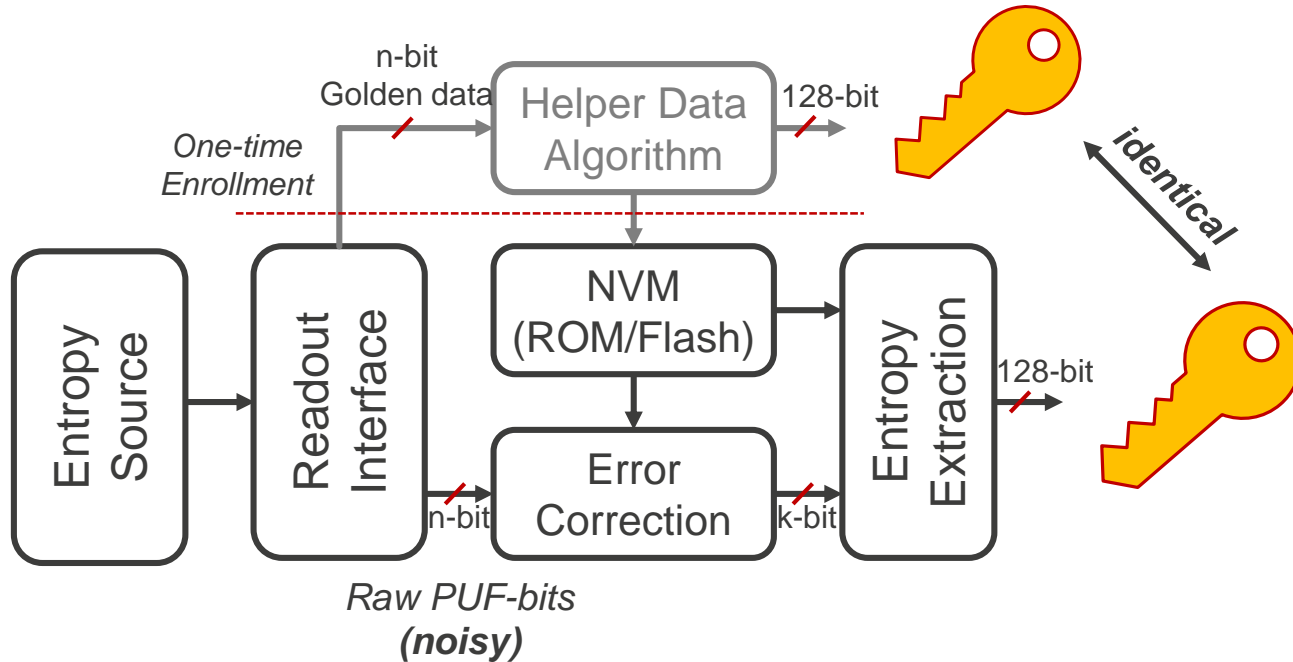 n-bit
Golden data
Helper Data
Algorithm
128-bit
One-time
Enrollment
identical
Entropy
Source
Readout
Interface
NVM
(ROM/Flash)
Error
Correction
Entropy
Extraction
128-bit
n-bit
k-bit
Raw PUF-bits
(noisy)